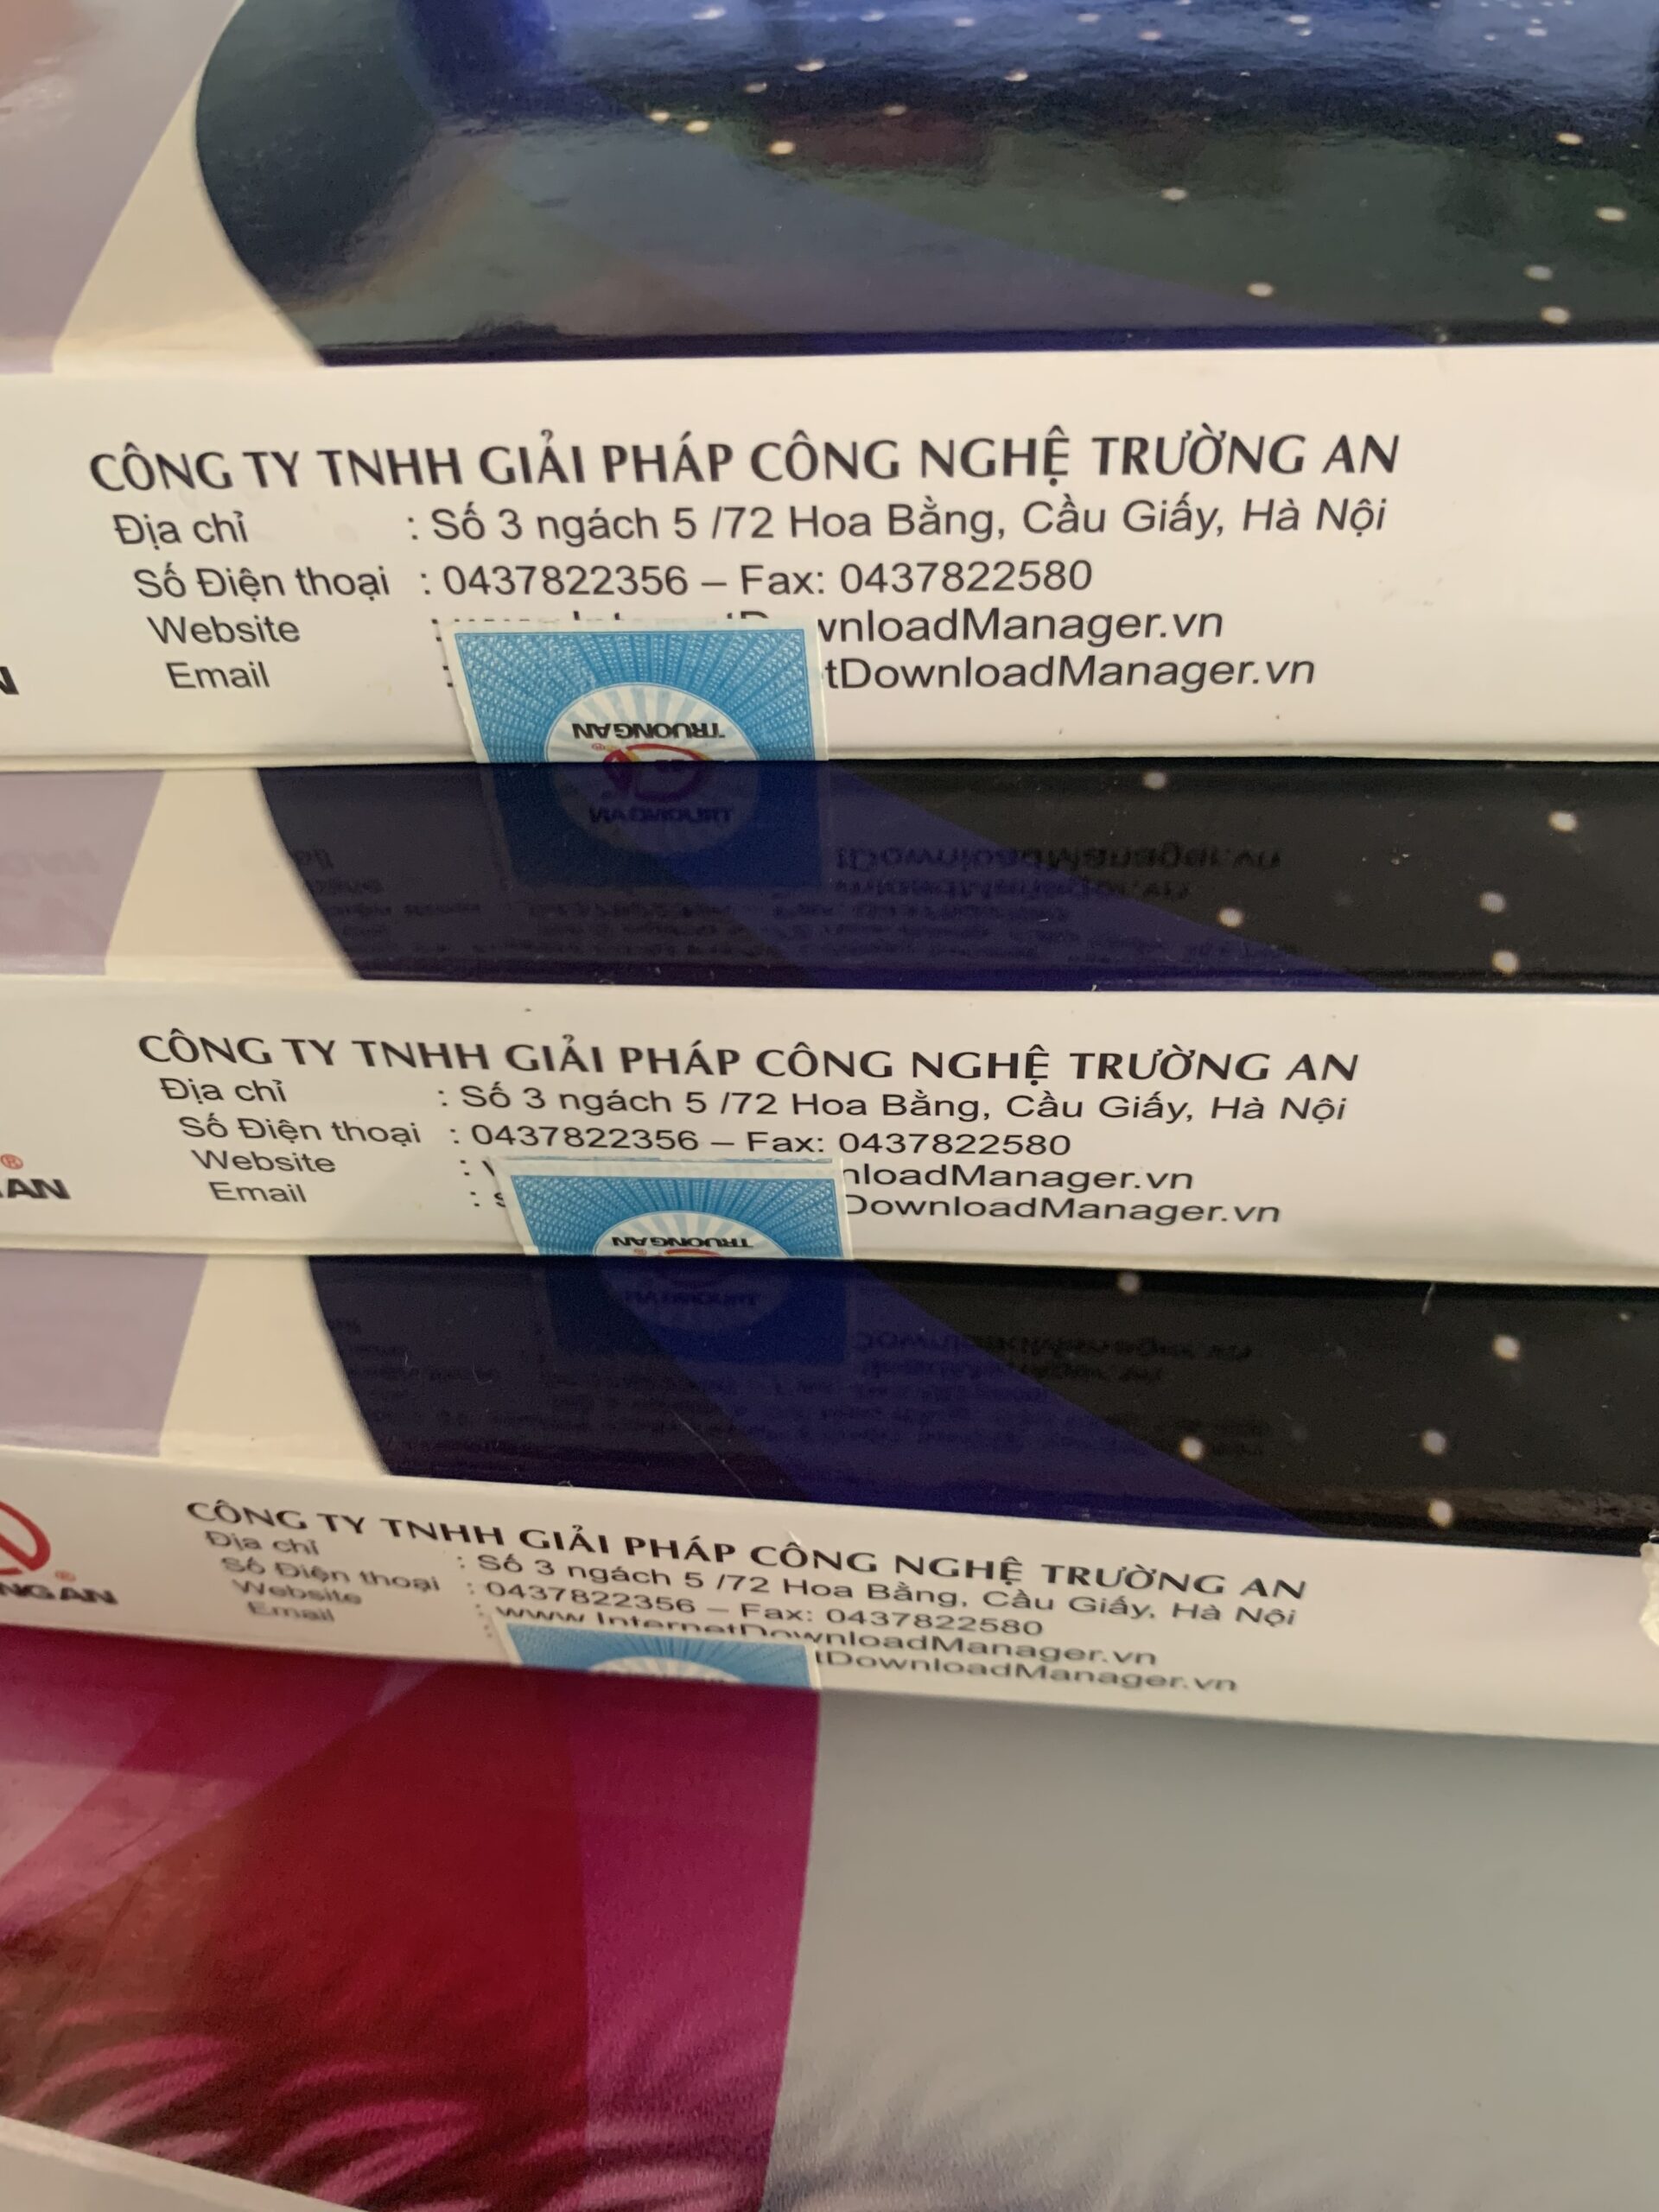 CÔNG TY TNHH GIẢI PHÁP CÔNG NGHỆ TRƯỜNG AN
Địa chỉ : Số 3 ngách 5 /72 Hoa Bằng, Cầu Giấy, Hà Nội
Số Điện thoại : 0437822356 – Fax: 0437822580
Website : wnloadManager.vn
Email : tDownloadManager.vn
TRUONGAN
CÔNG TY TNHH GIẢI PHÁP CÔNG NGHỆ TRƯỜNG AN
Địa chỉ : Số 3 ngách 5 /72 Hoa Bằng, Cầu Giấy, Hà Nội
Số Điện thoại : 0437822356 – Fax: 0437822580
Website : nloadManager.vn
Email : s DownloadManager.vn
®
AN
TRUONGAN
CÔNG TY TNHH GIẢI PHÁP CÔNG NGHỆ TRƯỜNG AN
Địa chỉ : Số 3 ngách 5 /72 Hoa Bằng, Cầu Giấy, Hà Nội
Số Điện thoại : 0437822356 – Fax: 0437822580
Website : www.InternetDownloadManager.vn
Email : tDownloadManager.vn
®
NGAN